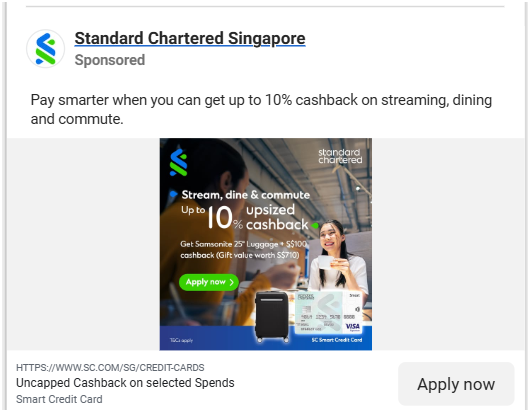 Standard Chartered Singapore
Sponsored
Pay smarter when you can get up to 10% cashback on streaming, dining
and commute.
standard
chartered
Stream, dine & commute
Up to 10% upsized
cashback
Get Samsonite 25" Luggage + S$100
cashback (Gift value worth S$710)
Apply now
Smart
VISA
T&Cs apply
SC Smart Credit Card
HTTPS://WWW.SC.COM/SG/CREDIT-CARDS
Uncapped Cashback on selected Spends
Smart Credit Card
Apply now